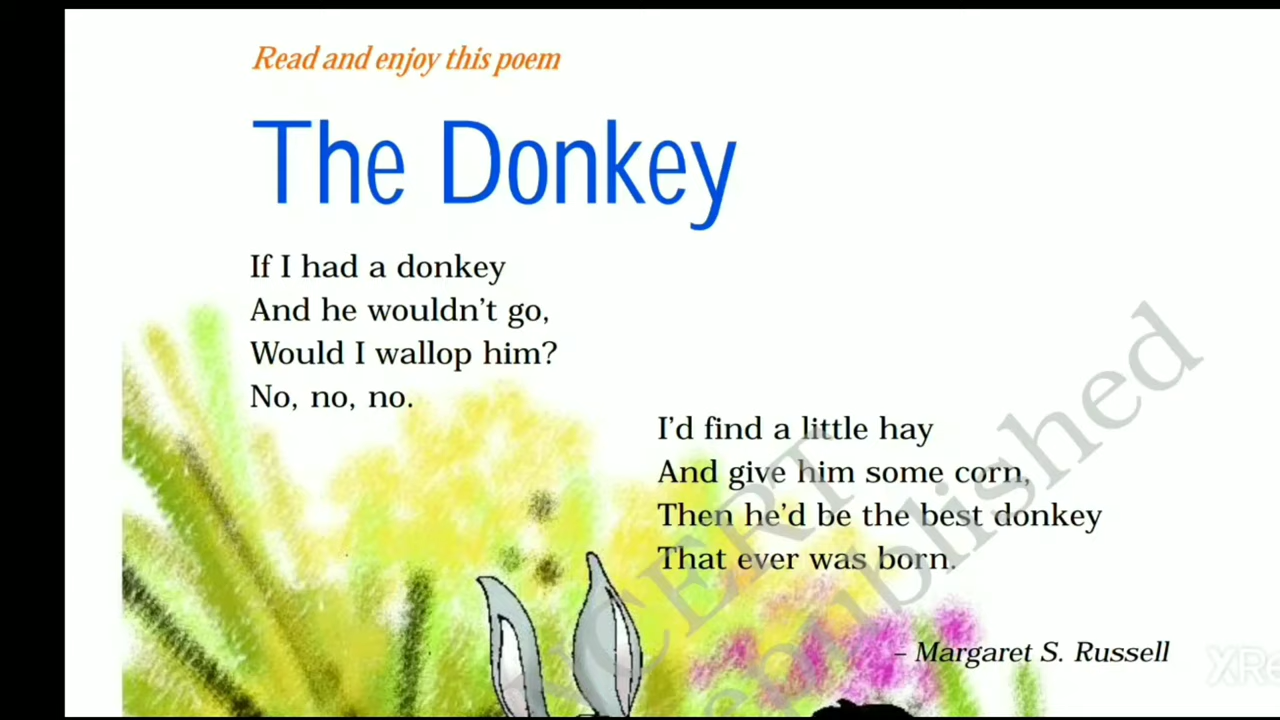 Read and enjoy this poem
The Donkey
If I had a donkey
And he wouldn't go,
Would I wallop him?
No, no, no.
I'd find a little hay
And give him some corn,
Then he'd be the best donkey
That ever was born.
– Margaret S. Russell
NCERT